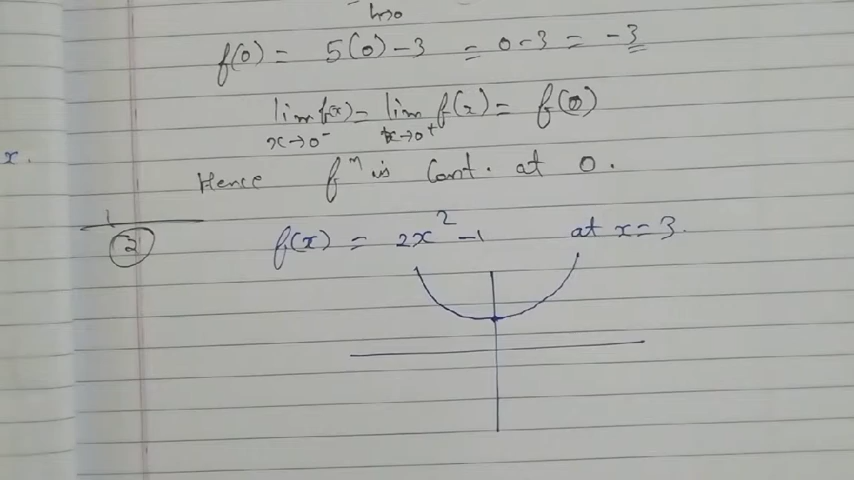 h→0
f(0) = 5(0) - 3 = 0 - 3 = -3
lim f(x) = lim f(x) = f(0)
x→0⁻ x→0⁺
x.
Hence fⁿ is Cont. at 0.
② f(x) = 2x² - 1 at x = 3.